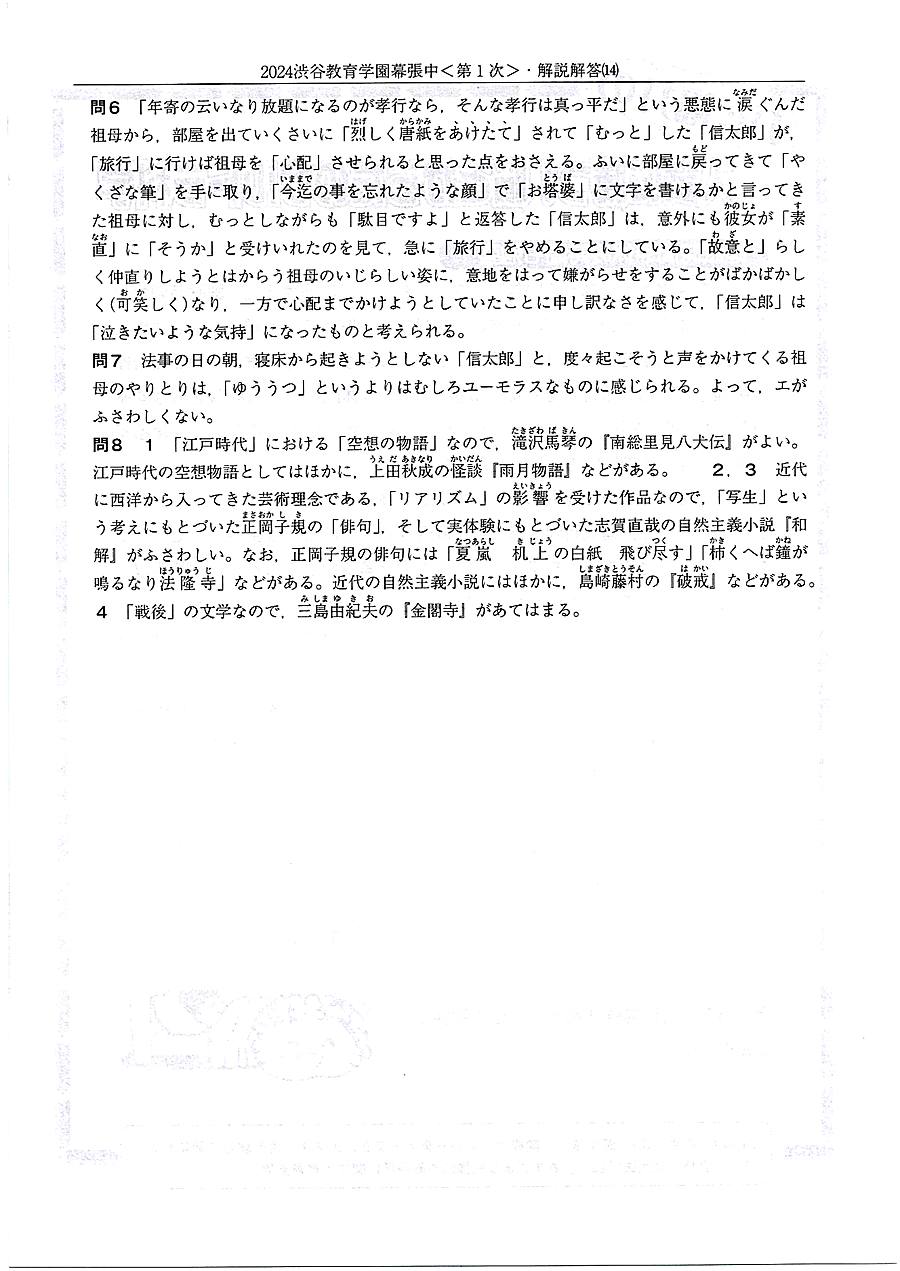 2024渋谷教育学園幕張中＜第1次＞・解説解答⒁
問6　「年寄の云いなり放題になるのが孝行なら，そんな孝行は真っ平だ」という悪態に涙ぐんだ
祖母から，部屋を出ていくさいに「烈しく唐紙をあけたて」されて「むっと」した「信太郎」が，
「旅行」に行けば祖母を「心配」させられると思った点をおさえる。ふいに部屋に戻ってきて「や
くざな筆」を手に取り，「今迄の事を忘れたような顔」で「お塔婆」に文字を書けるかと言ってき
た祖母に対し，むっとしながらも「駄目ですよ」と返答した「信太郎」は，意外にも彼女が「素
直」に「そうか」と受けいれたのを見て，急に「旅行」をやめることにしている。「故意と」らし
く仲直りしようとはからう祖母のいじらしい姿に，意地をはって嫌がらせをすることがばかばかし
く(可笑しく)なり，一方で心配までかけようとしていたことに申し訳なさを感じて，「信太郎」は
「泣きたいような気持」になったものと考えられる。
問7　法事の日の朝，寝床から起きようとしない「信太郎」と，度々起こそうと声をかけてくる祖
母のやりとりは，「ゆううつ」というよりはむしろユーモラスなものに感じられる。よって，エが
ふさわしくない。
問8　1　「江戸時代」における「空想の物語」なので，滝沢馬琴の『南総里見八犬伝』がよい。
江戸時代の空想物語としてはほかに，上田秋成の怪談『雨月物語』などがある。　2，3　近代
に西洋から入ってきた芸術理念である，「リアリズム」の影響を受けた作品なので，「写生」とい
う考えにもとづいた正岡子規の「俳句」，そして実体験にもとづいた志賀直哉の自然主義小説『和
解』がふさわしい。なお，正岡子規の俳句には「夏嵐　机上の白紙　飛び尽す」「柿くへば鐘が
鳴るなり法隆寺」などがある。近代の自然主義小説にはほかに，島崎藤村の『破戒』などがある。
4　「戦後」の文学なので，三島由紀夫の『金閣寺』があてはまる。